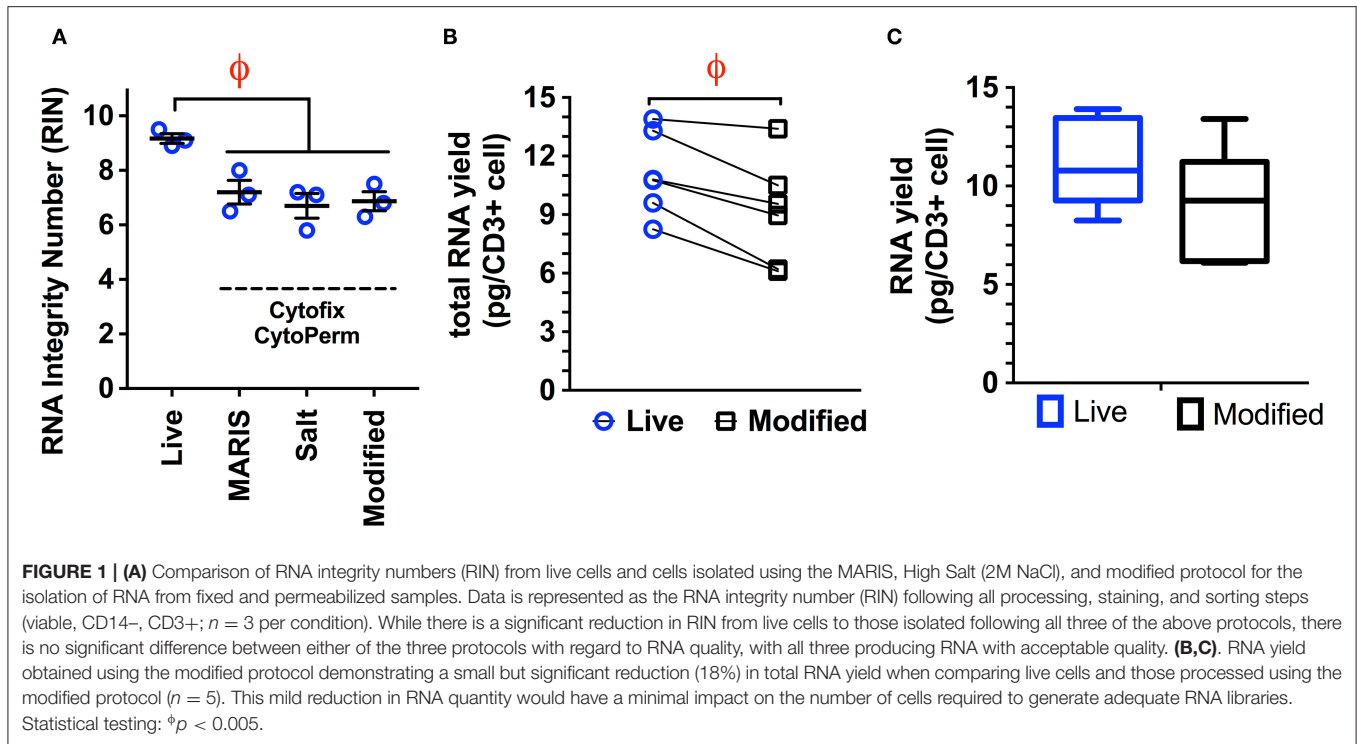 A
ϕ
RNA Integrity Number (RIN)
10
8
6
4
2
0
Cytofix
CytoPerm
Live
MARIS
Salt
Modified
B
ϕ
total RNA yield
(pg/CD3+ cell)
15
12
9
6
3
0
Live
Modified
C
RNA yield
(pg/CD3+ cell)
15
10
5
0
Live
Modified
FIGURE 1 | (A) Comparison of RNA integrity numbers (RIN) from live cells and cells isolated using the MARIS, High Salt (2M NaCl), and modified protocol for the
isolation of RNA from fixed and permeabilized samples. Data is represented as the RNA integrity number (RIN) following all processing, staining, and sorting steps
(viable, CD14–, CD3+; n = 3 per condition). While there is a significant reduction in RIN from live cells to those isolated following all three of the above protocols, there
is no significant difference between either of the three protocols with regard to RNA quality, with all three producing RNA with acceptable quality. (B,C). RNA yield
obtained using the modified protocol demonstrating a small but significant reduction (18%) in total RNA yield when comparing live cells and those processed using the
modified protocol (n = 5). This mild reduction in RNA quantity would have a minimal impact on the number of cells required to generate adequate RNA libraries.
Statistical testing: ϕp < 0.005.